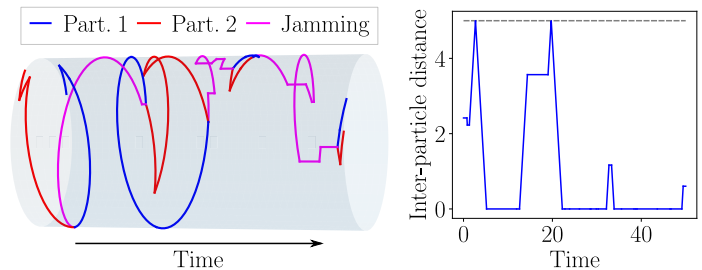 Part. 1 Part. 2 Jamming
Time
Inter-particle distance
4
2
0
0 20 40
Time